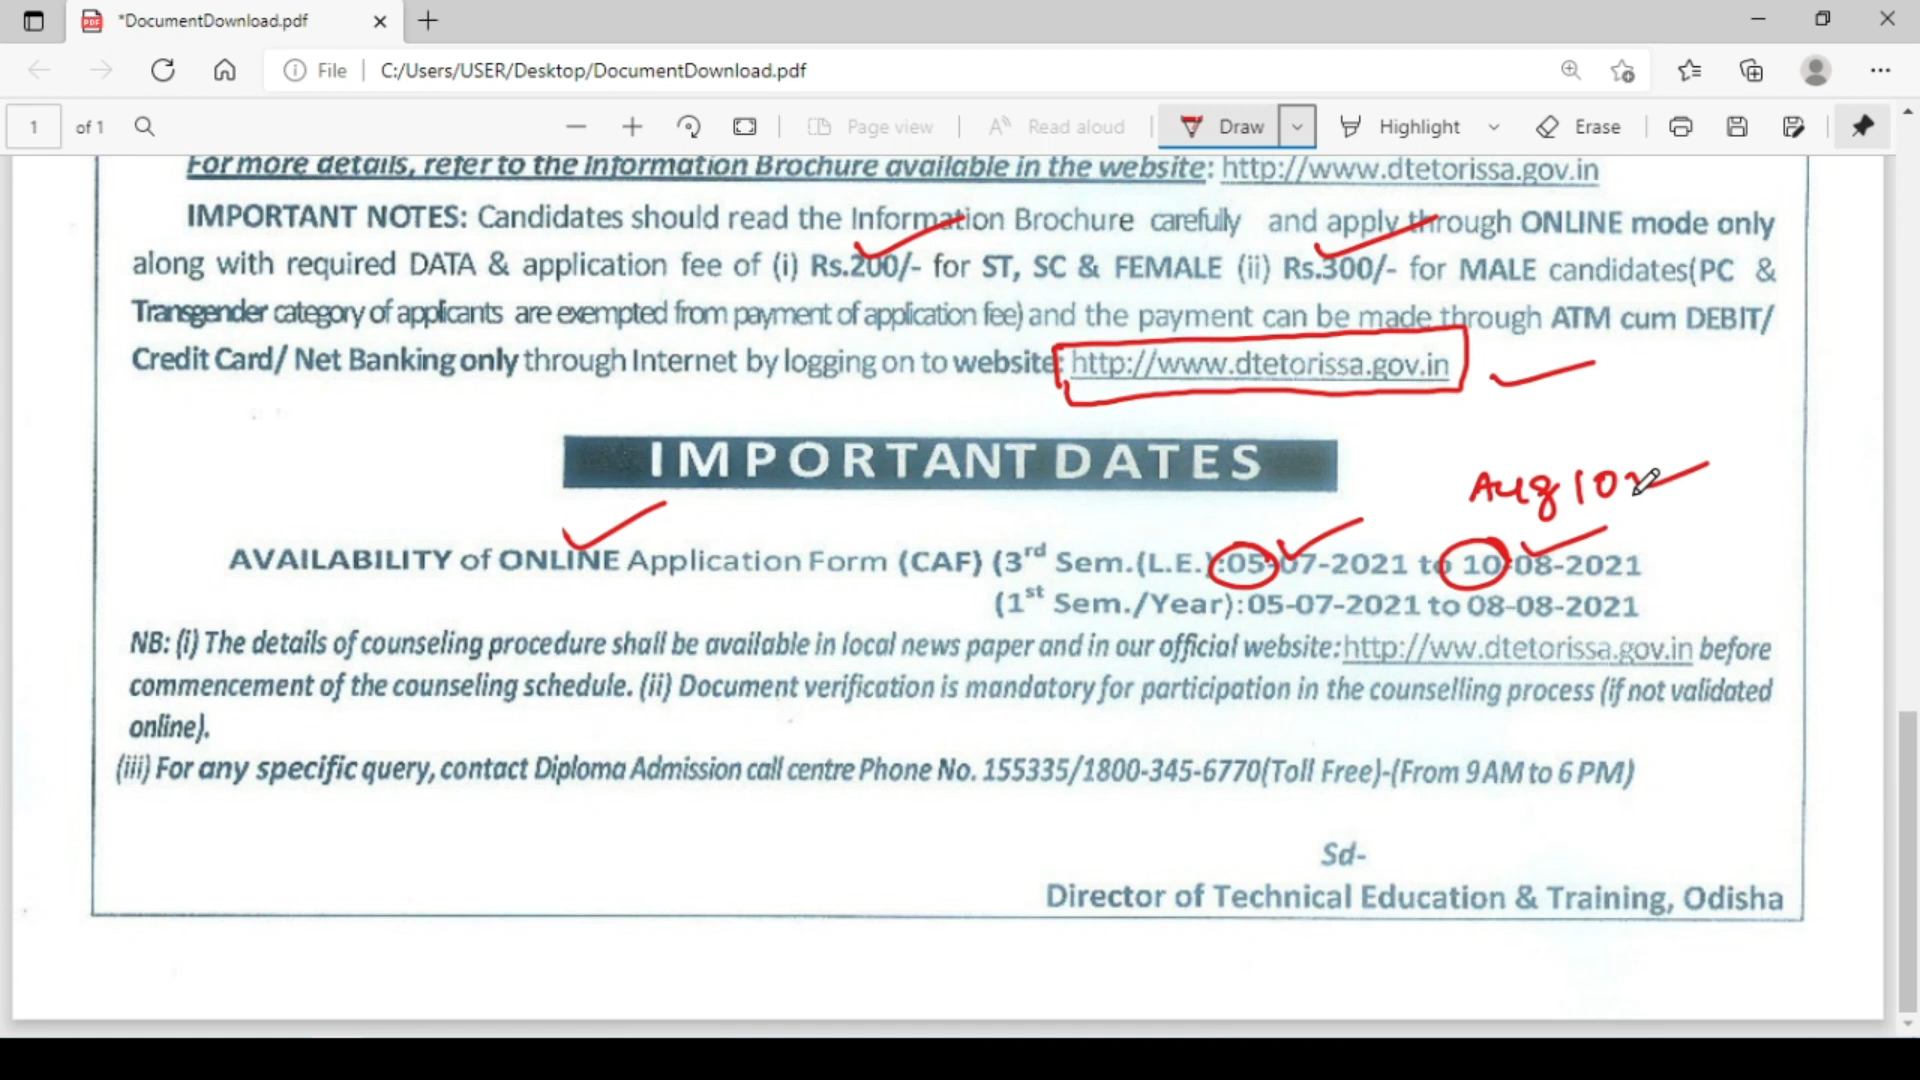 *DocumentDownload.pdf
File
C:/Users/USER/Desktop/DocumentDownload.pdf
1 of 1
Page view
Read aloud
Draw
Highlight
Erase
For more details, refer to the Information Brochure available in the website: http://www.dtetorissa.gov.in
IMPORTANT NOTES: Candidates should read the Information Brochure carefully and apply through ONLINE mode only
along with required DATA & application fee of (i) Rs.200/- for ST, SC & FEMALE (ii) Rs.300/- for MALE candidates(PC &
Transgender category of applicants are exempted from payment of application fee) and the payment can be made through ATM cum DEBIT/
Credit Card/ Net Banking only through Internet by logging on to website: http://www.dtetorissa.gov.in
IMPORTANT DATES
Aug 10
AVAILABILITY of ONLINE Application Form (CAF) (3rd Sem.(L.E.):05-07-2021 to 10-08-2021
(1st Sem./Year):05-07-2021 to 08-08-2021
NB: (i) The details of counseling procedure shall be available in local news paper and in our official website:http://ww.dtetorissa.gov.in before
commencement of the counseling schedule. (ii) Document verification is mandatory for participation in the counselling process (if not validated
online).
(iii) For any specific query, contact Diploma Admission call centre Phone No. 155335/1800-345-6770(Toll Free)-(From 9AM to 6 PM)
Sd-
Director of Technical Education & Training, Odisha